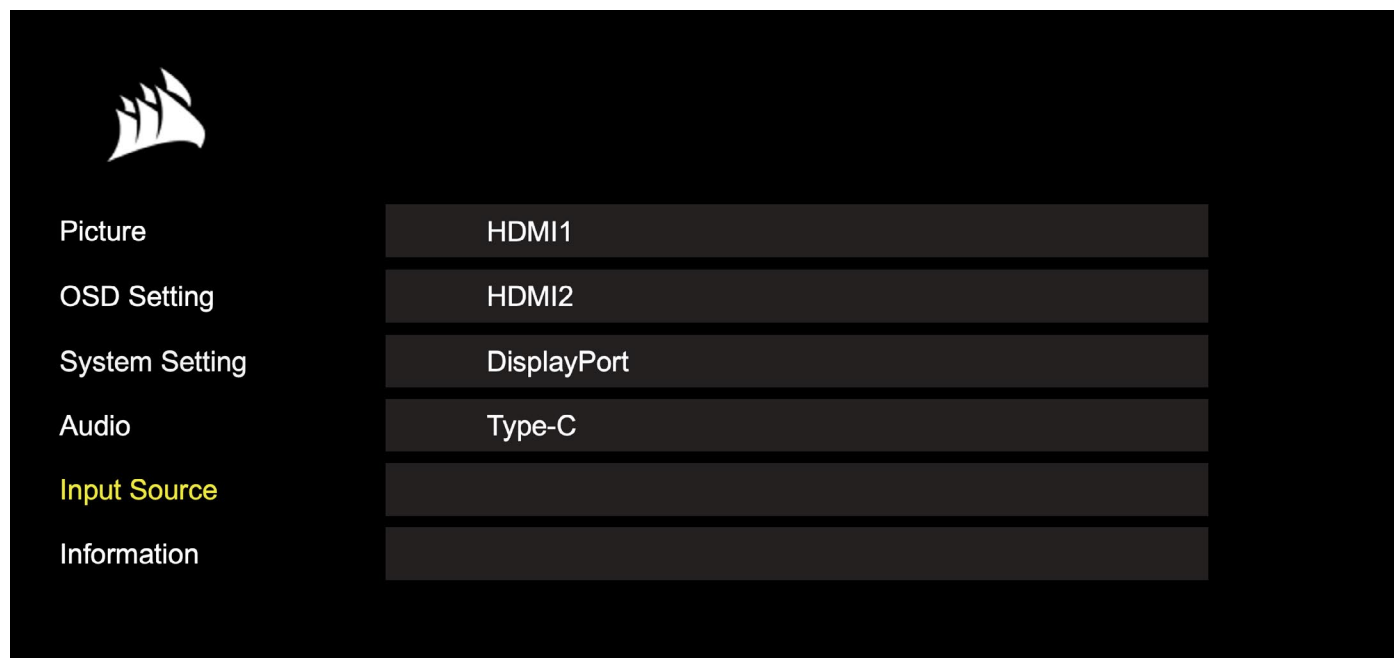 Picture HDMI1
OSD Setting HDMI2
System Setting DisplayPort
Audio Type-C
Input Source
Information